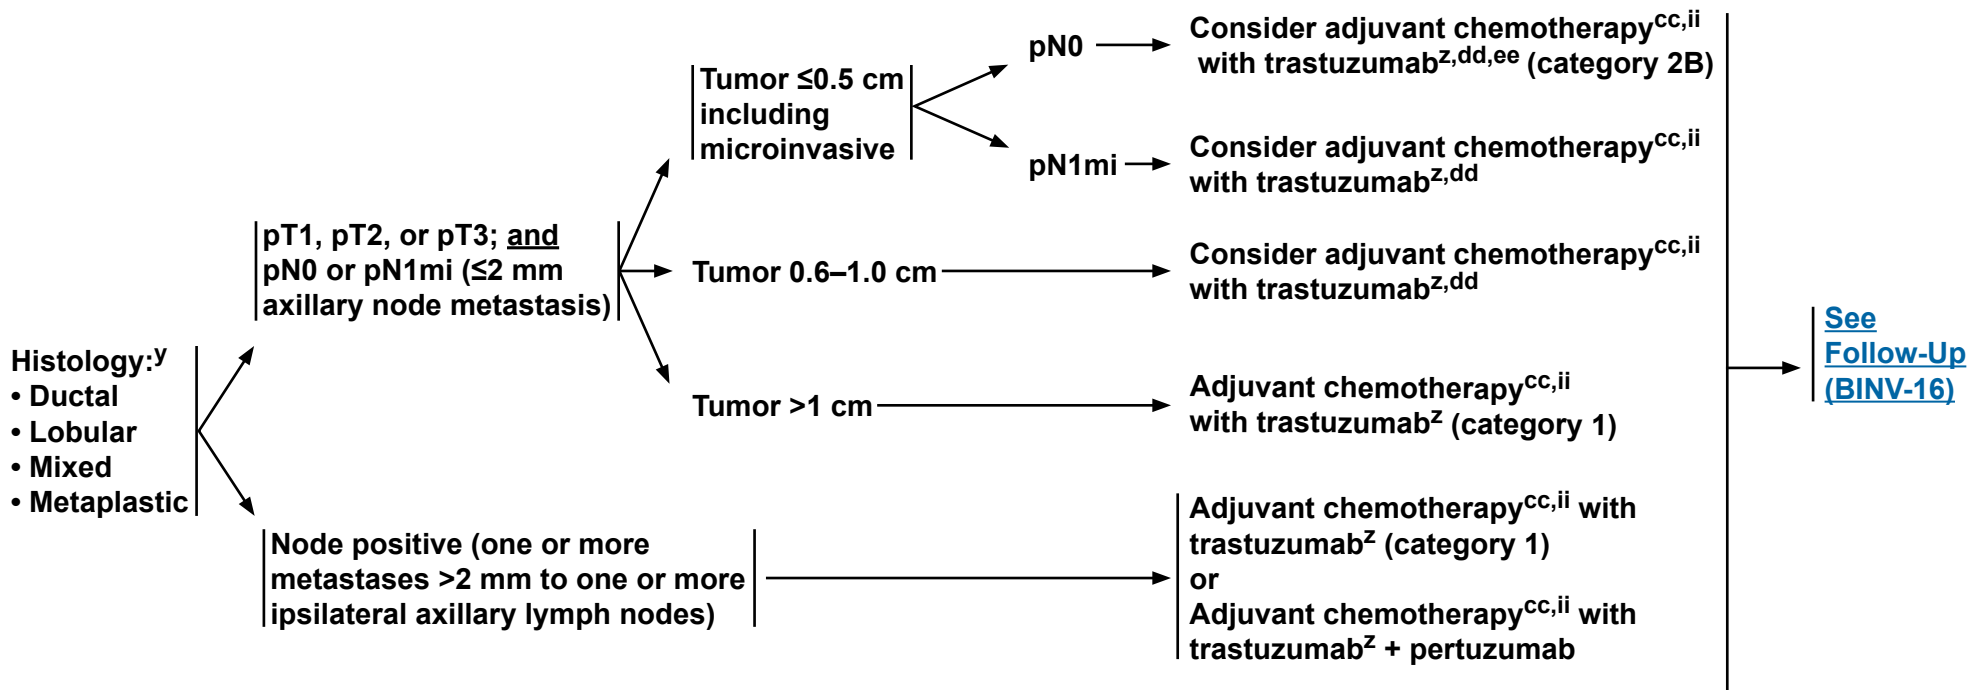 Histology:y
• Ductal
• Lobular
• Mixed
• Metaplastic
pT1, pT2, or pT3; and
pN0 or pN1mi (≤2 mm
axillary node metastasis)
Tumor ≤0.5 cm
including
microinvasive
pN0
Consider adjuvant chemotherapycc,ii
with trastuzumabz,dd,ee (category 2B)
pN1mi
Consider adjuvant chemotherapycc,ii
with trastuzumabz,dd
Tumor 0.6–1.0 cm
Consider adjuvant chemotherapycc,ii
with trastuzumabz,dd
Tumor >1 cm
Adjuvant chemotherapycc,ii
with trastuzumabz (category 1)
Node positive (one or more
metastases >2 mm to one or more
ipsilateral axillary lymph nodes)
Adjuvant chemotherapycc,ii with
trastuzumabz (category 1)
or
Adjuvant chemotherapycc,ii with
trastuzumabz + pertuzumab
See
Follow-Up
(BINV-16)